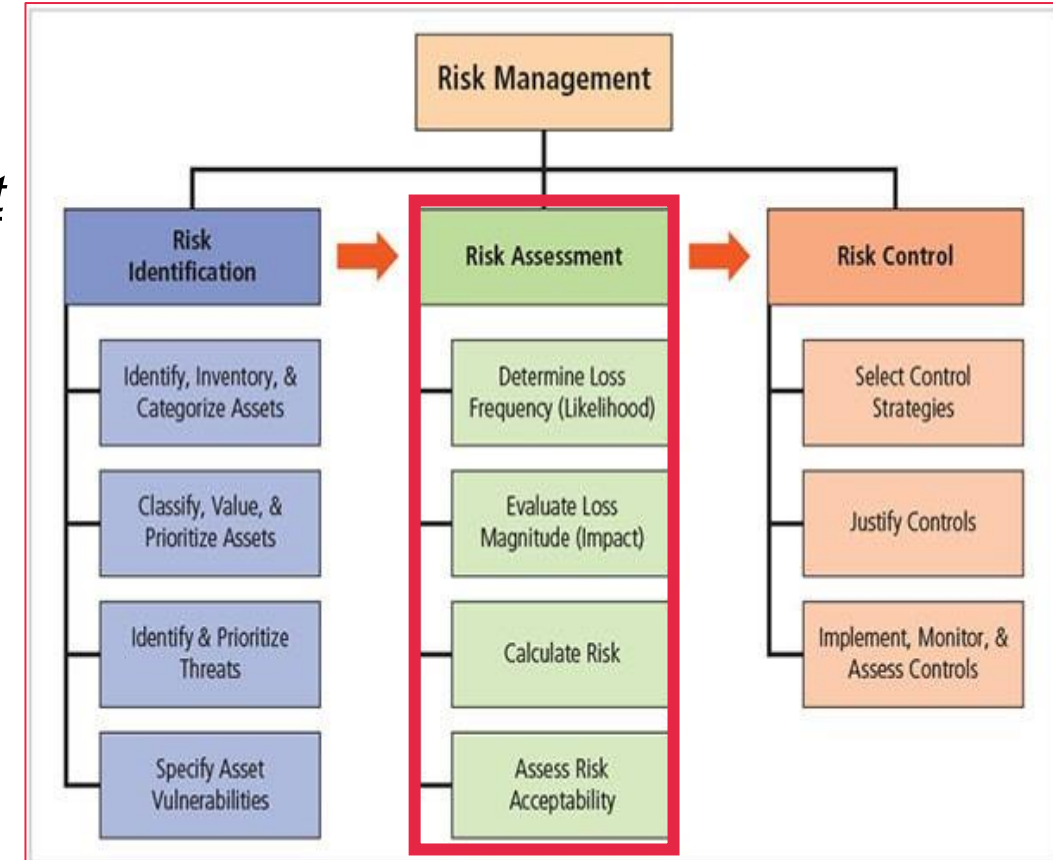 Risk Management
Risk
Identification
Identify, Inventory, &
Categorize Assets
Classify, Value, &
Prioritize Assets
Identify & Prioritize
Threats
Specify Asset
Vulnerabilities
Risk Assessment
Determine Loss
Frequency (Likelihood)
Evaluate Loss
Magnitude (Impact)
Calculate Risk
Assess Risk
Acceptability
Risk Control
Select Control
Strategies
Justify Controls
Implement, Monitor, &
Assess Controls